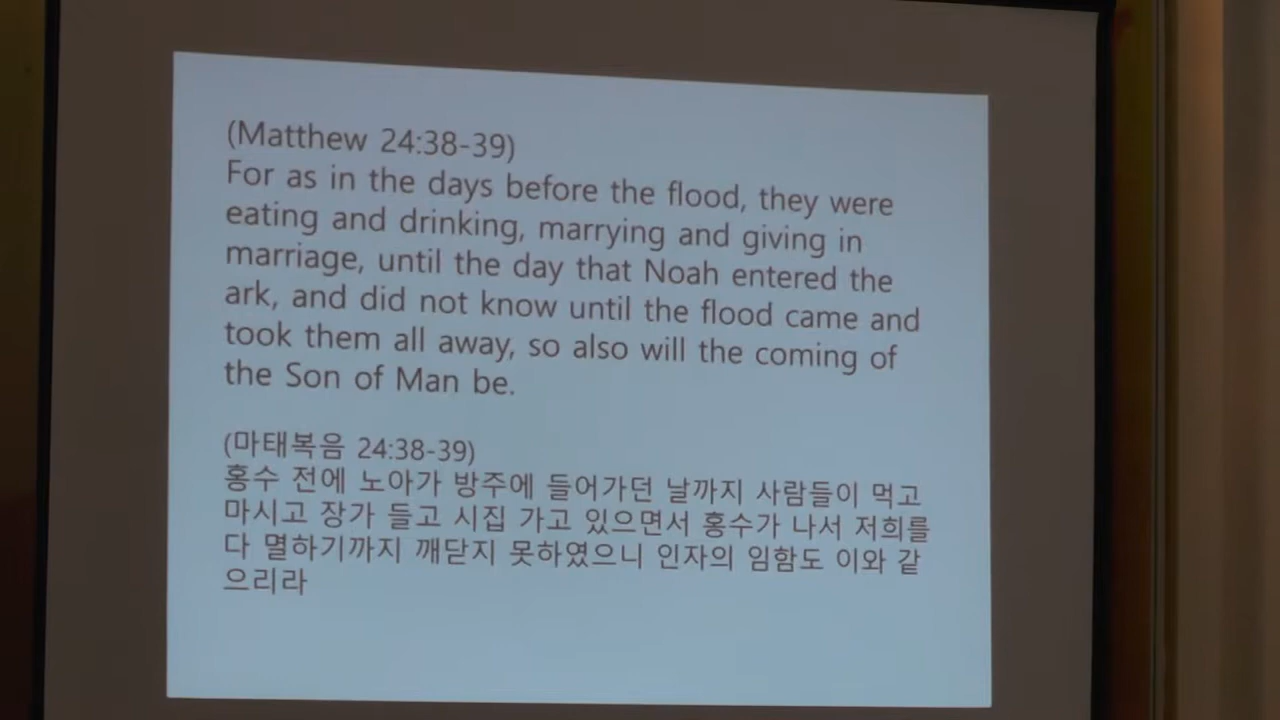 (Matthew 24:38-39)
For as in the days before the flood, they were
eating and drinking, marrying and giving in
marriage, until the day that Noah entered the
ark, and did not know until the flood came and
took them all away, so also will the coming of
the Son of Man be.
(마태복음 24:38-39)
홍수 전에 노아가 방주에 들어가던 날까지 사람들이 먹고
마시고 장가 들고 시집 가고 있으면서 홍수가 나서 저희를
다 멸하기까지 깨닫지 못하였으니 인자의 임함도 이와 같
으리라